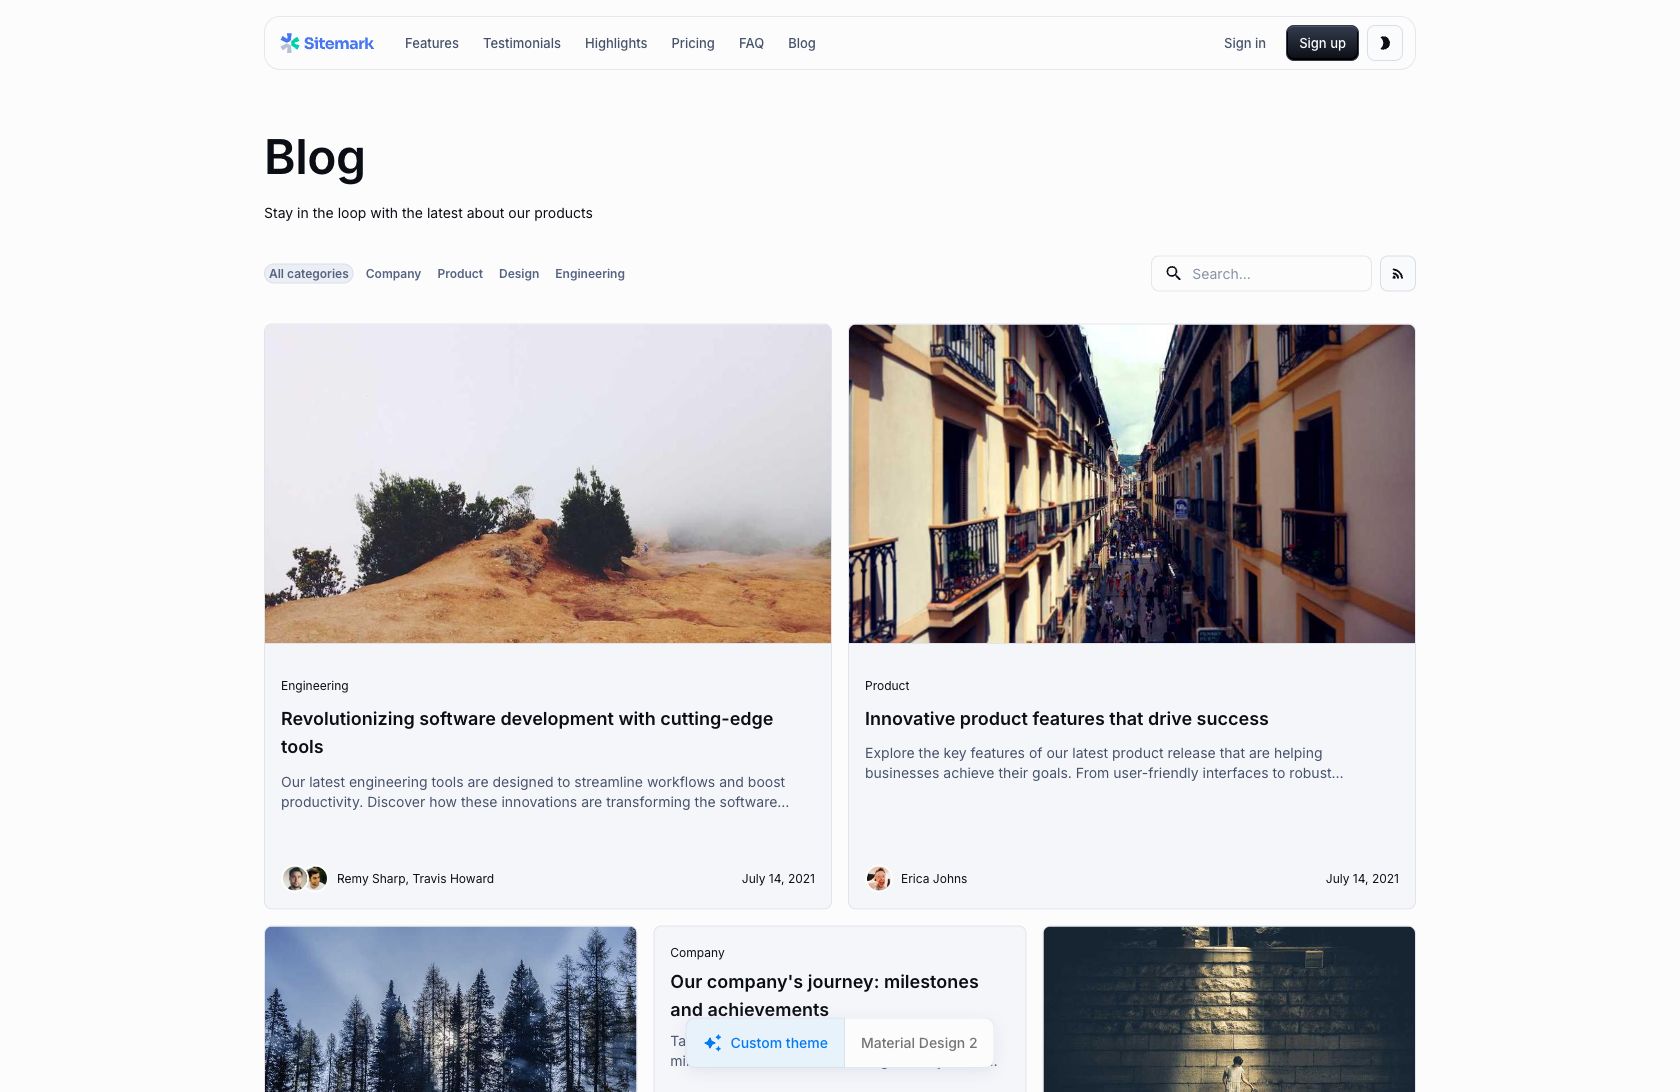 Sitemark
Features
Testimonials
Highlights
Pricing
FAQ
Blog
Sign in
Sign up
Blog
Stay in the loop with the latest about our products
All categories
Company
Product
Design
Engineering
Search…
Engineering
Revolutionizing software development with cutting-edge
tools
Our latest engineering tools are designed to streamline workflows and boost
productivity. Discover how these innovations are transforming the software…
Remy Sharp, Travis Howard
July 14, 2021
Product
Innovative product features that drive success
Explore the key features of our latest product release that are helping
businesses achieve their goals. From user-friendly interfaces to robust…
Erica Johns
July 14, 2021
Company
Our company's journey: milestones
and achievements
Custom theme
Material Design 2